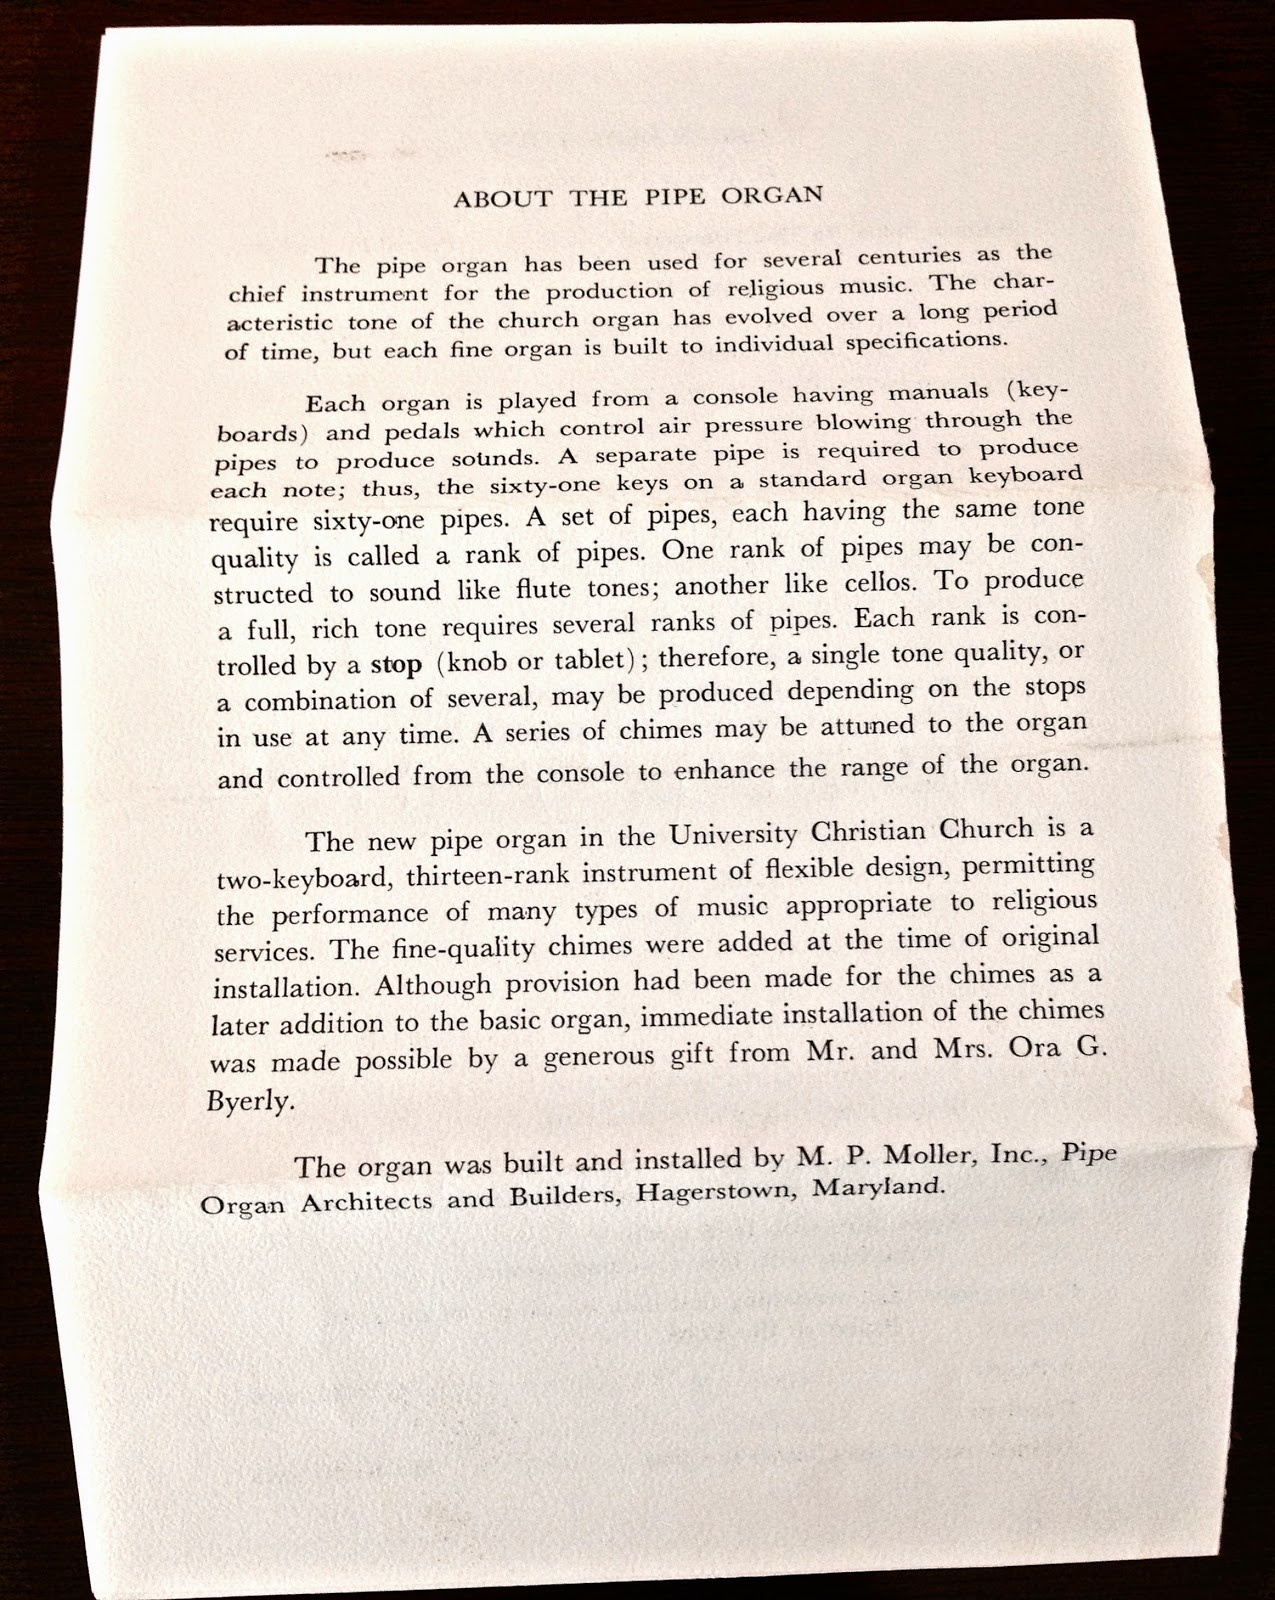 ABOUT THE PIPE ORGAN
The pipe organ has been used for several centuries as the
chief instrument for the production of religious music. The char-
acteristic tone of the church organ has evolved over a long period
of time, but each fine organ is built to individual specifications.
Each organ is played from a console having manuals (key-
boards) and pedals which control air pressure blowing through the
pipes to produce sounds. A separate pipe is required to produce
each note; thus, the sixty-one keys on a standard organ keyboard
require sixty-one pipes. A set of pipes, each having the same tone
quality is called a rank of pipes. One rank of pipes may be con-
structed to sound like flute tones; another like cellos. To produce
a full, rich tone requires several ranks of pipes. Each rank is con-
trolled by a stop (knob or tablet); therefore, a single tone quality, or
a combination of several, may be produced depending on the stops
in use at any time. A series of chimes may be attuned to the organ
and controlled from the console to enhance the range of the organ.
The new pipe organ in the University Christian Church is a
two-keyboard, thirteen-rank instrument of flexible design, permitting
the performance of many types of music appropriate to religious
services. The fine-quality chimes were added at the time of original
installation. Although provision had been made for the chimes as a
later addition to the basic organ, immediate installation of the chimes
was made possible by a generous gift from Mr. and Mrs. Ora G.
Byerly.
The organ was built and installed by M. P. Moller, Inc., Pipe
Organ Architects and Builders, Hagerstown, Maryland.